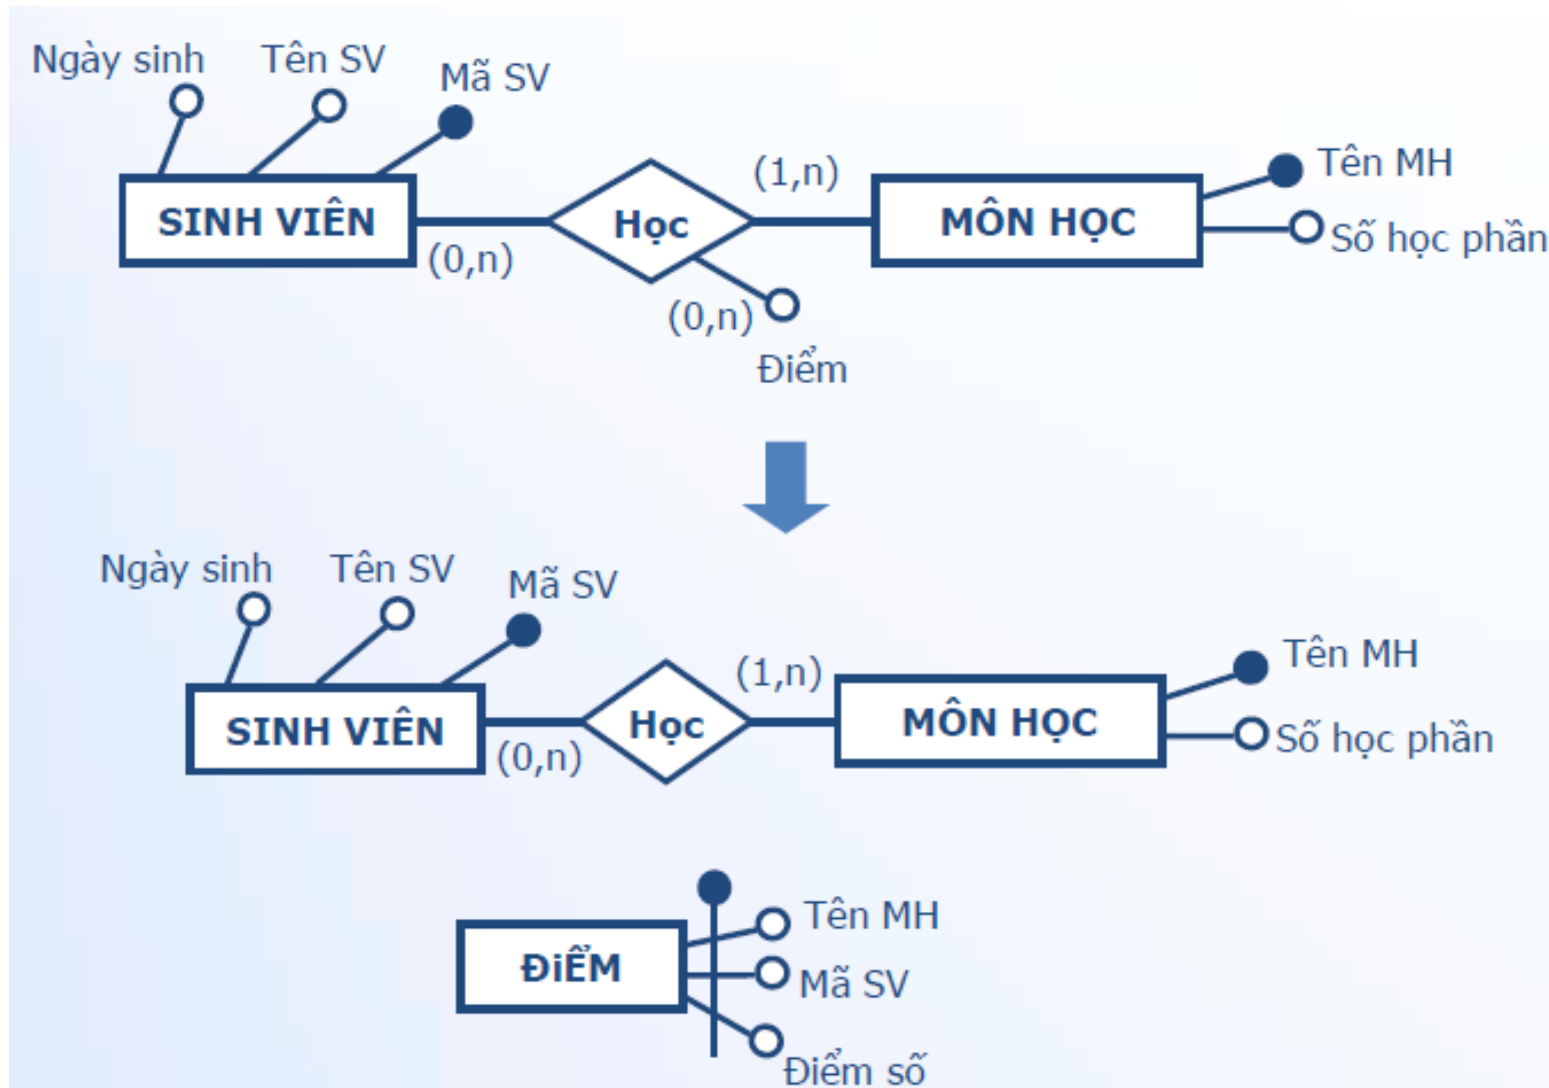 Ngày sinh Tên SV Mã SV
SINH VIÊN (0,n) Học (1,n) MÔN HỌC Tên MH
Số học phần
(0,n)
Điểm
Ngày sinh Tên SV Mã SV
SINH VIÊN (0,n) Học (1,n) MÔN HỌC Tên MH
Số học phần
ĐiỂM
Tên MH
Mã SV
Điểm số